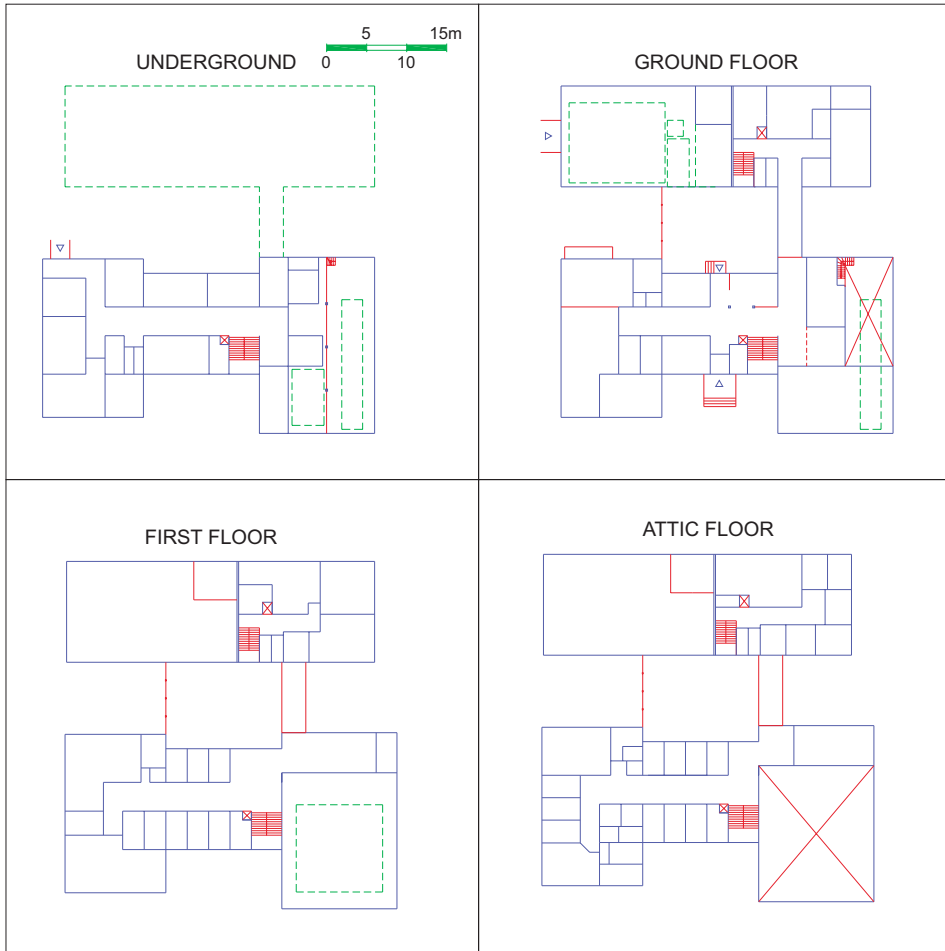 5 15m
UNDERGROUND
0 10
GROUND FLOOR
FIRST FLOOR
ATTIC FLOOR